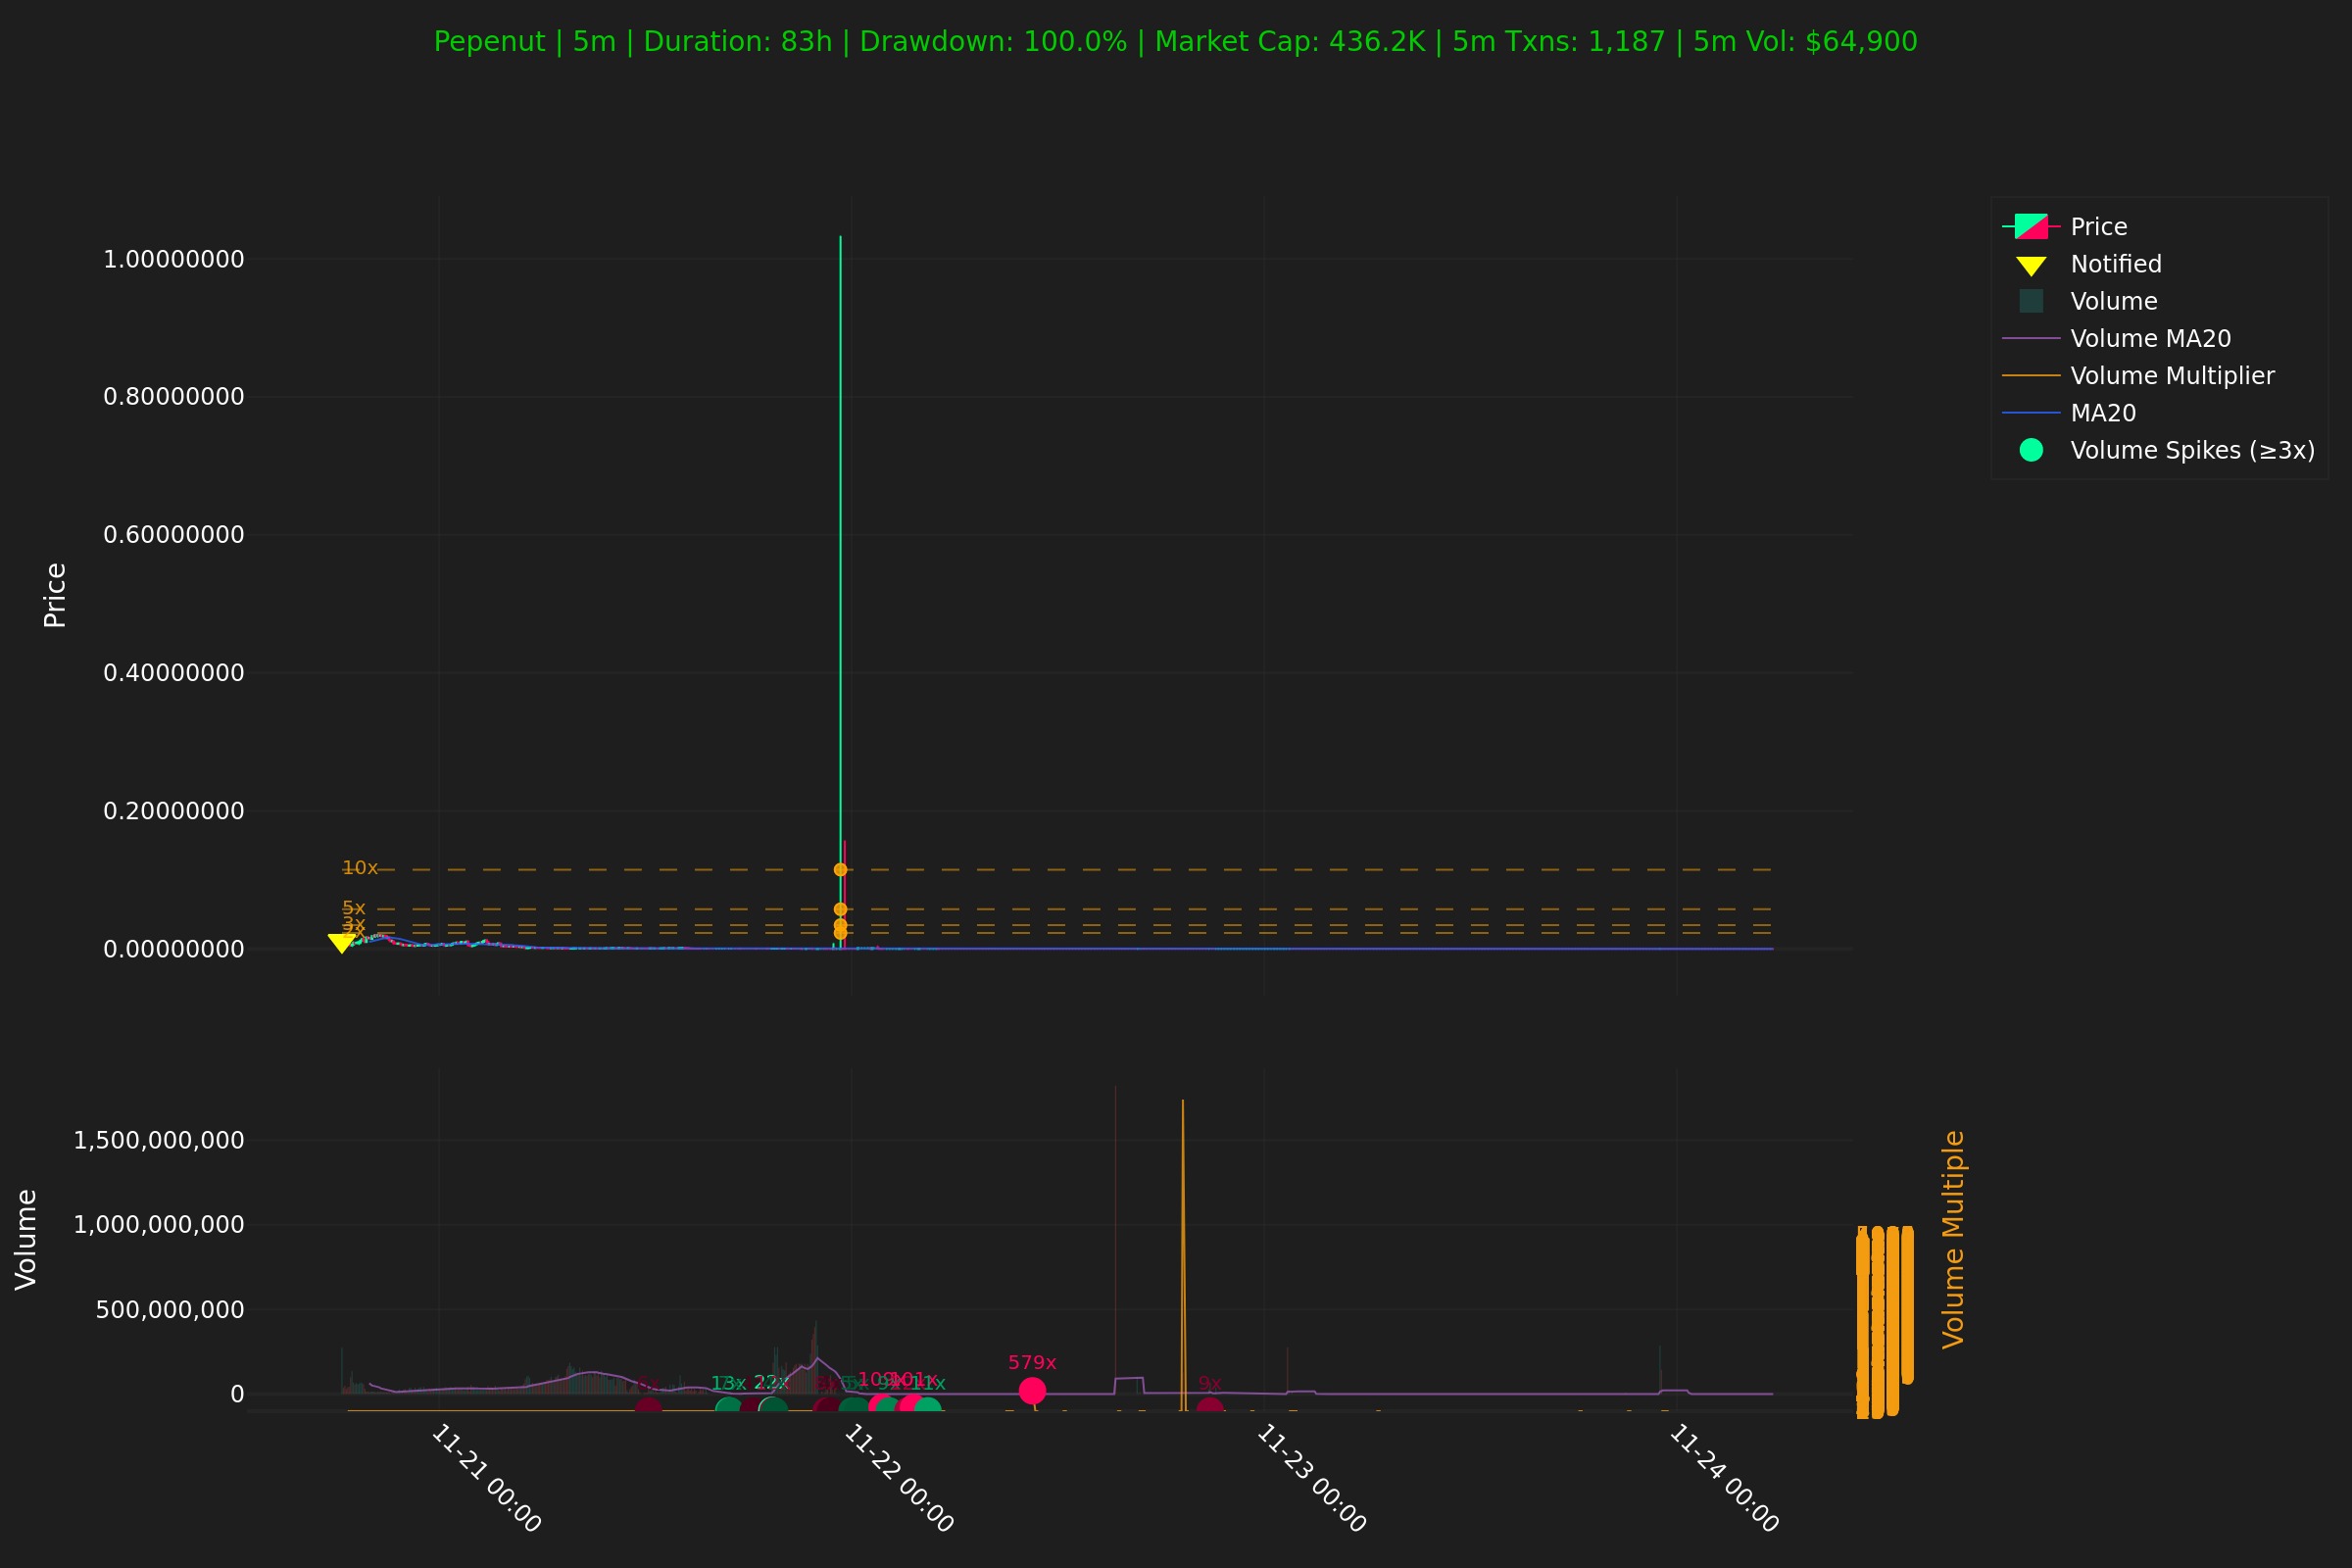 Pepenut | 5m | Duration: 83h | Drawdown: 100.0% | Market Cap: 436.2K | 5m Txns: 1,187 | 5m Vol: $64,900
Price
Notified
Volume
Volume MA20
Volume Multiplier
MA20
Volume Spikes (≥3x)
Price
1.00000000
0.80000000
0.60000000
0.40000000
0.20000000
0.00000000
10x
5x
3x
Volume
1,500,000,000
1,000,000,000
500,000,000
0
13x
22x
579x
11x
9x
Volume Multiple
11-21 00:00
11-22 00:00
11-23 00:00
11-24 00:00